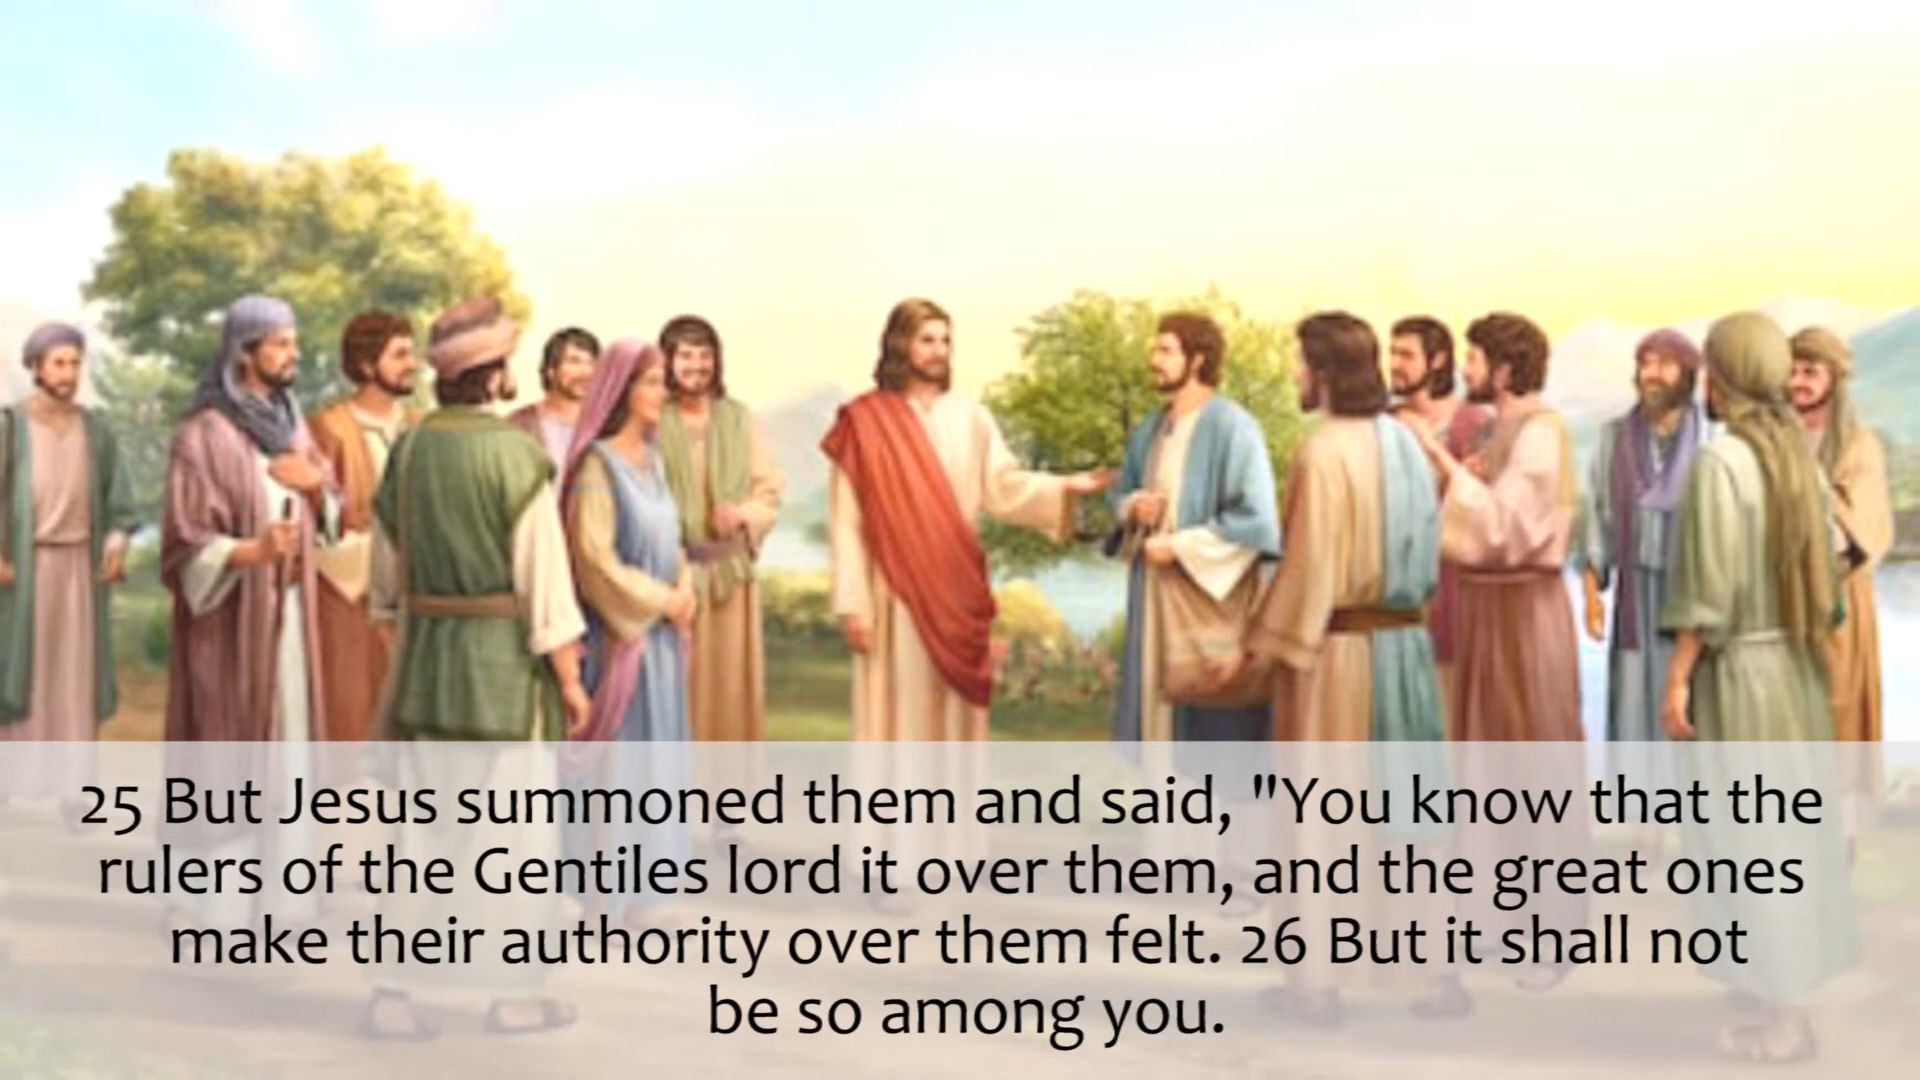 25 But Jesus summoned them and said, "You know that the
rulers of the Gentiles lord it over them, and the great ones
make their authority over them felt. 26 But it shall not
be so among you.